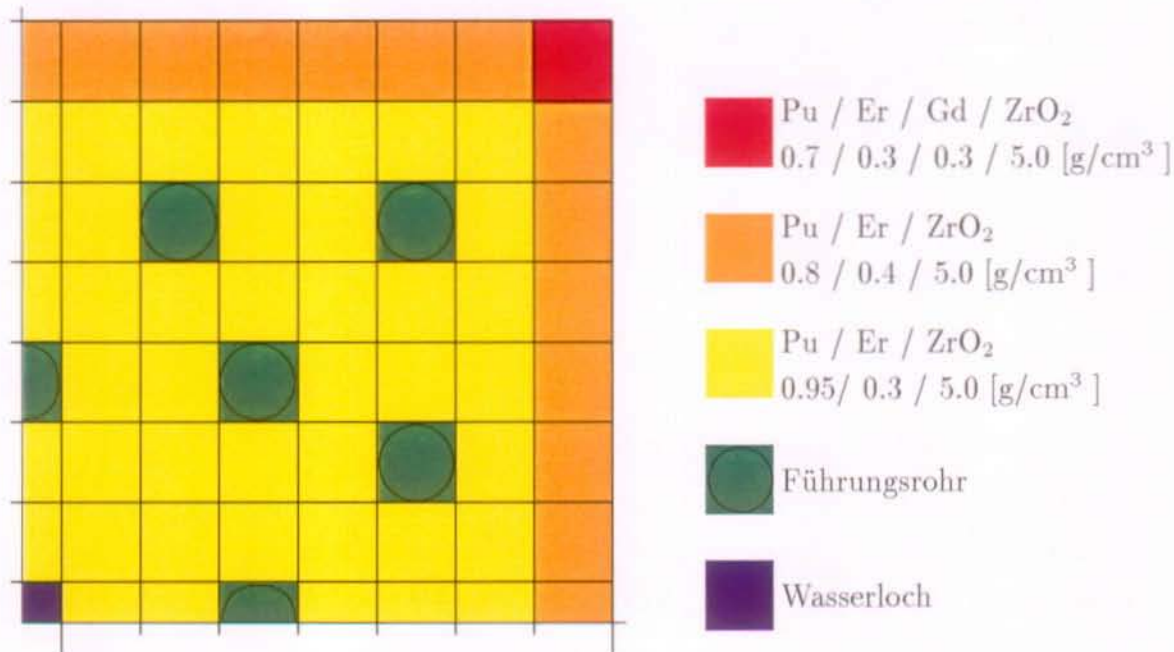 Pu / Er / Gd / ZrO₂
0.7 / 0.3 / 0.3 / 5.0 [g/cm³ ]
Pu / Er / ZrO₂
0.8 / 0.4 / 5.0 [g/cm³ ]
Pu / Er / ZrO₂
0.95/ 0.3 / 5.0 [g/cm³ ]
Führungsrohr
Wasserloch